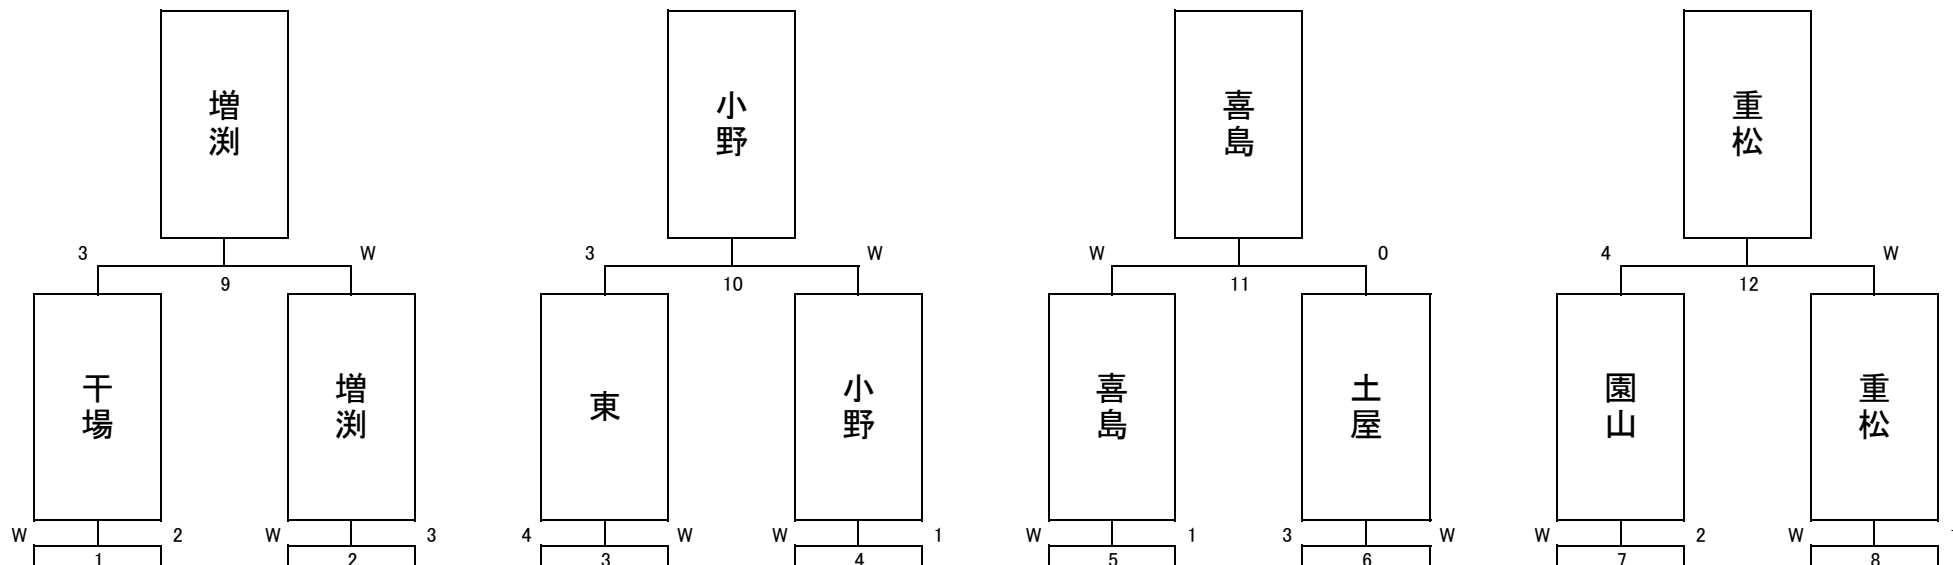 増渕
小野
喜島
重松
3 W 3 W W 0 4 W
9 10 11 12
干場
増渕
東
小野
喜島
土屋
園山
重松
W 2 W 3 4 W W 1 W 1 3 W W 2 W
1 2 3 4 5 6 7 8